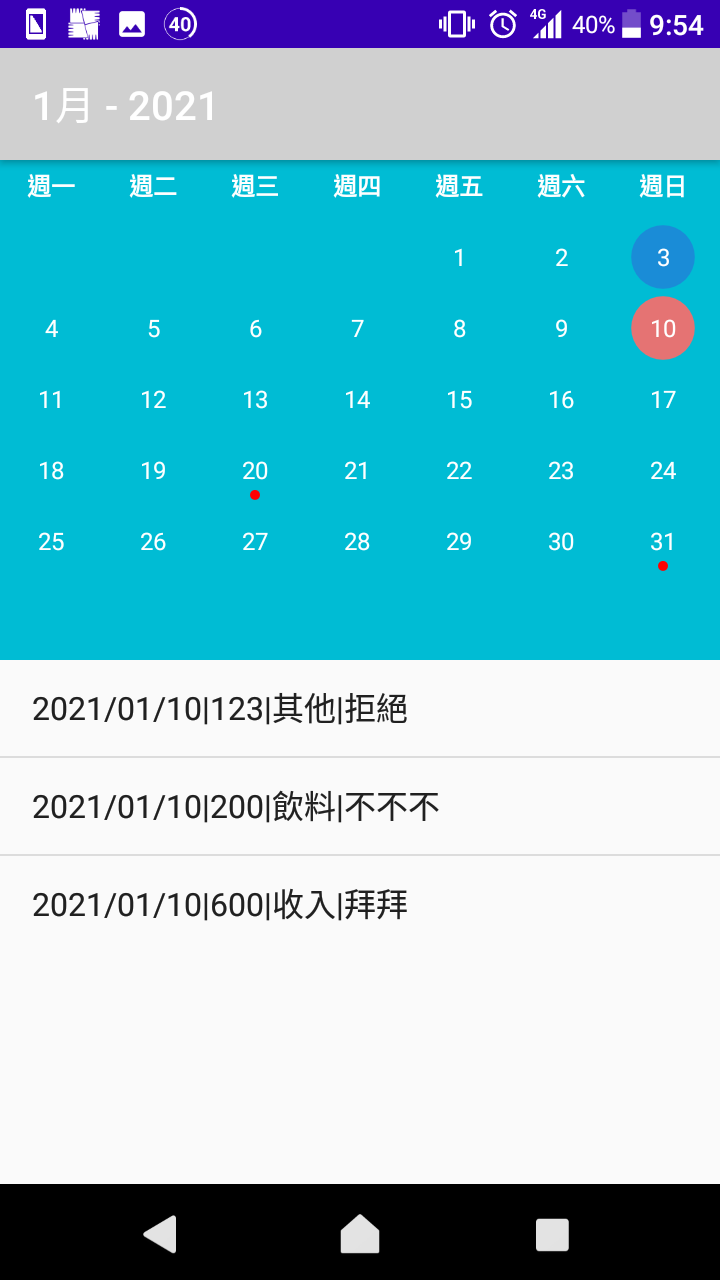 40 4G 40% 9:54
1月 - 2021
週一 週二 週三 週四 週五 週六 週日
1 2 3
4 5 6 7 8 9 10
11 12 13 14 15 16 17
18 19 20 21 22 23 24
25 26 27 28 29 30 31
2021/01/10|123|其他|拒絕
2021/01/10|200|飲料|不不不
2021/01/10|600|收入|拜拜